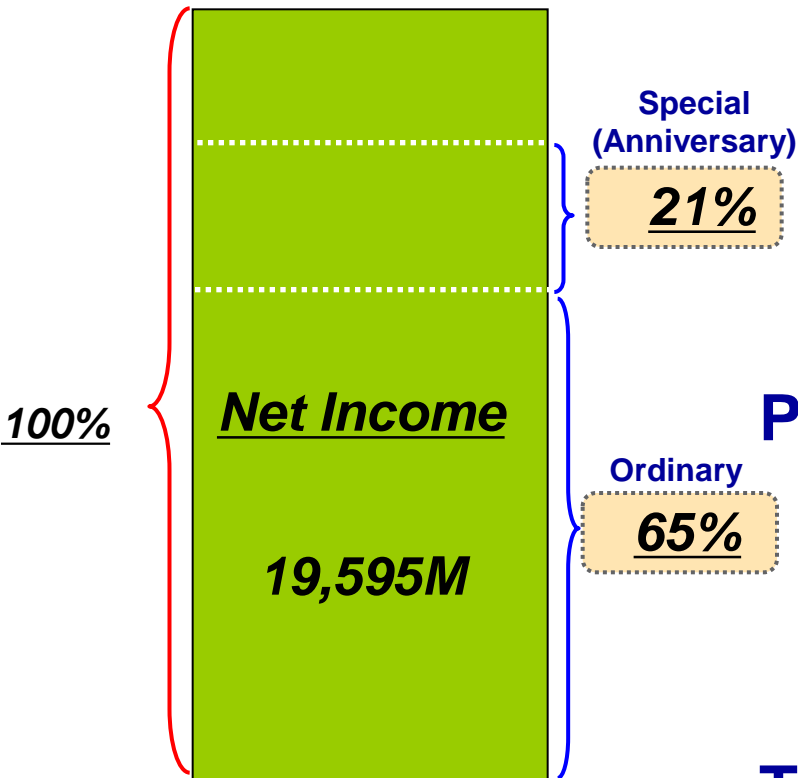 Special
(Anniversary)
21%
100%
Net Income
P
Ordinary
65%
19,595M